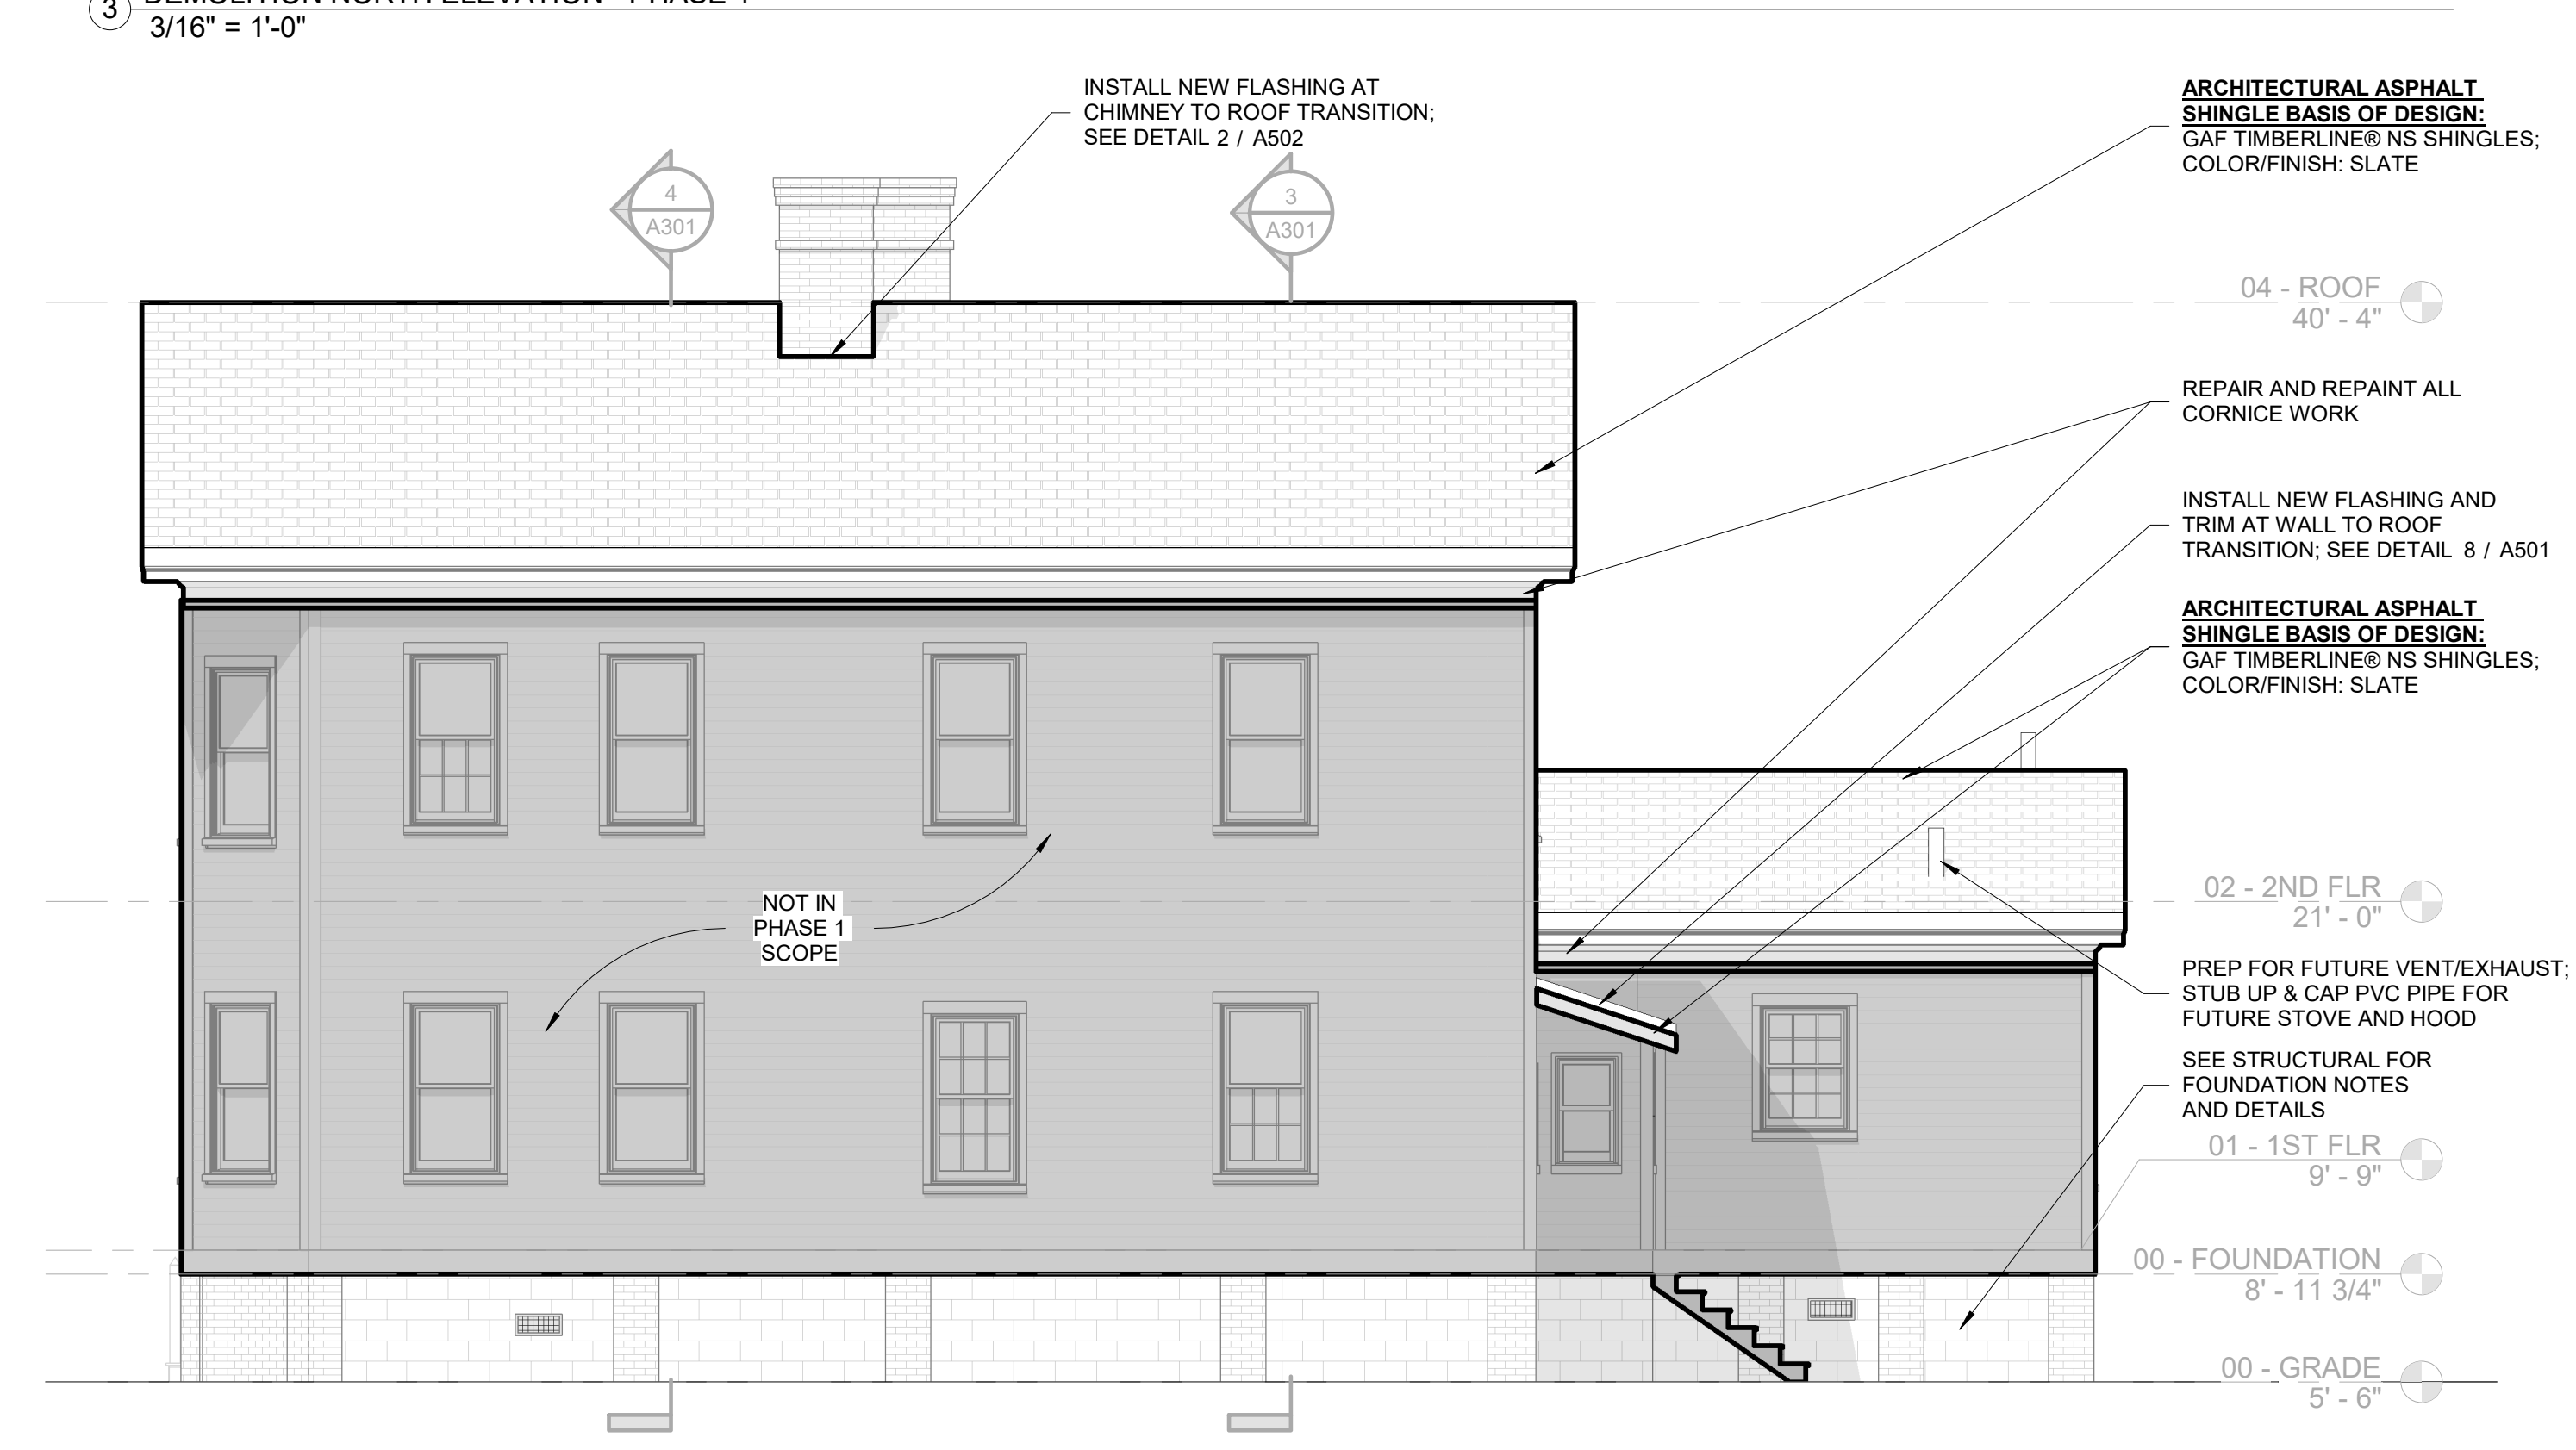 3
3/16" = 1'-0"
INSTALL NEW FLASHING AT
CHIMNEY TO ROOF TRANSITION;
SEE DETAIL 2 / A502
ARCHITECTURAL ASPHALT
SHINGLE BASIS OF DESIGN:
GAF TIMBERLINE® NS SHINGLES;
COLOR/FINISH: SLATE
4
A301
3
A301
04 - ROOF
40' - 4"
REPAIR AND REPAINT ALL
CORNICE WORK
INSTALL NEW FLASHING AND
TRIM AT WALL TO ROOF
TRANSITION; SEE DETAIL 8 / A501
ARCHITECTURAL ASPHALT
SHINGLE BASIS OF DESIGN:
GAF TIMBERLINE® NS SHINGLES;
COLOR/FINISH: SLATE
NOT IN
PHASE 1
SCOPE
02 - 2ND FLR
21' - 0"
PREP FOR FUTURE VENT/EXHAUST;
STUB UP & CAP PVC PIPE FOR
FUTURE STOVE AND HOOD
SEE STRUCTURAL FOR
FOUNDATION NOTES
AND DETAILS
01 - 1ST FLR
9' - 9"
00 - FOUNDATION
8' - 11 3/4"
00 - GRADE
5' - 6"